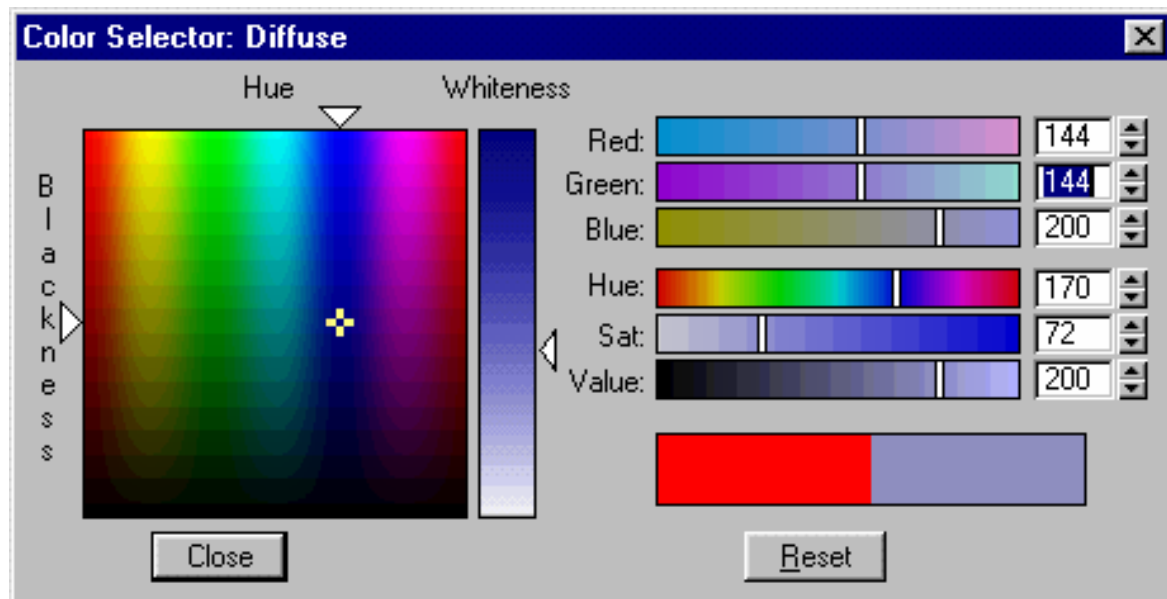 Color Selector: Diffuse
Hue
Whiteness
Blackness
Red: 144
Green: 144
Blue: 200
Hue: 170
Sat: 72
Value: 200
Close
Reset